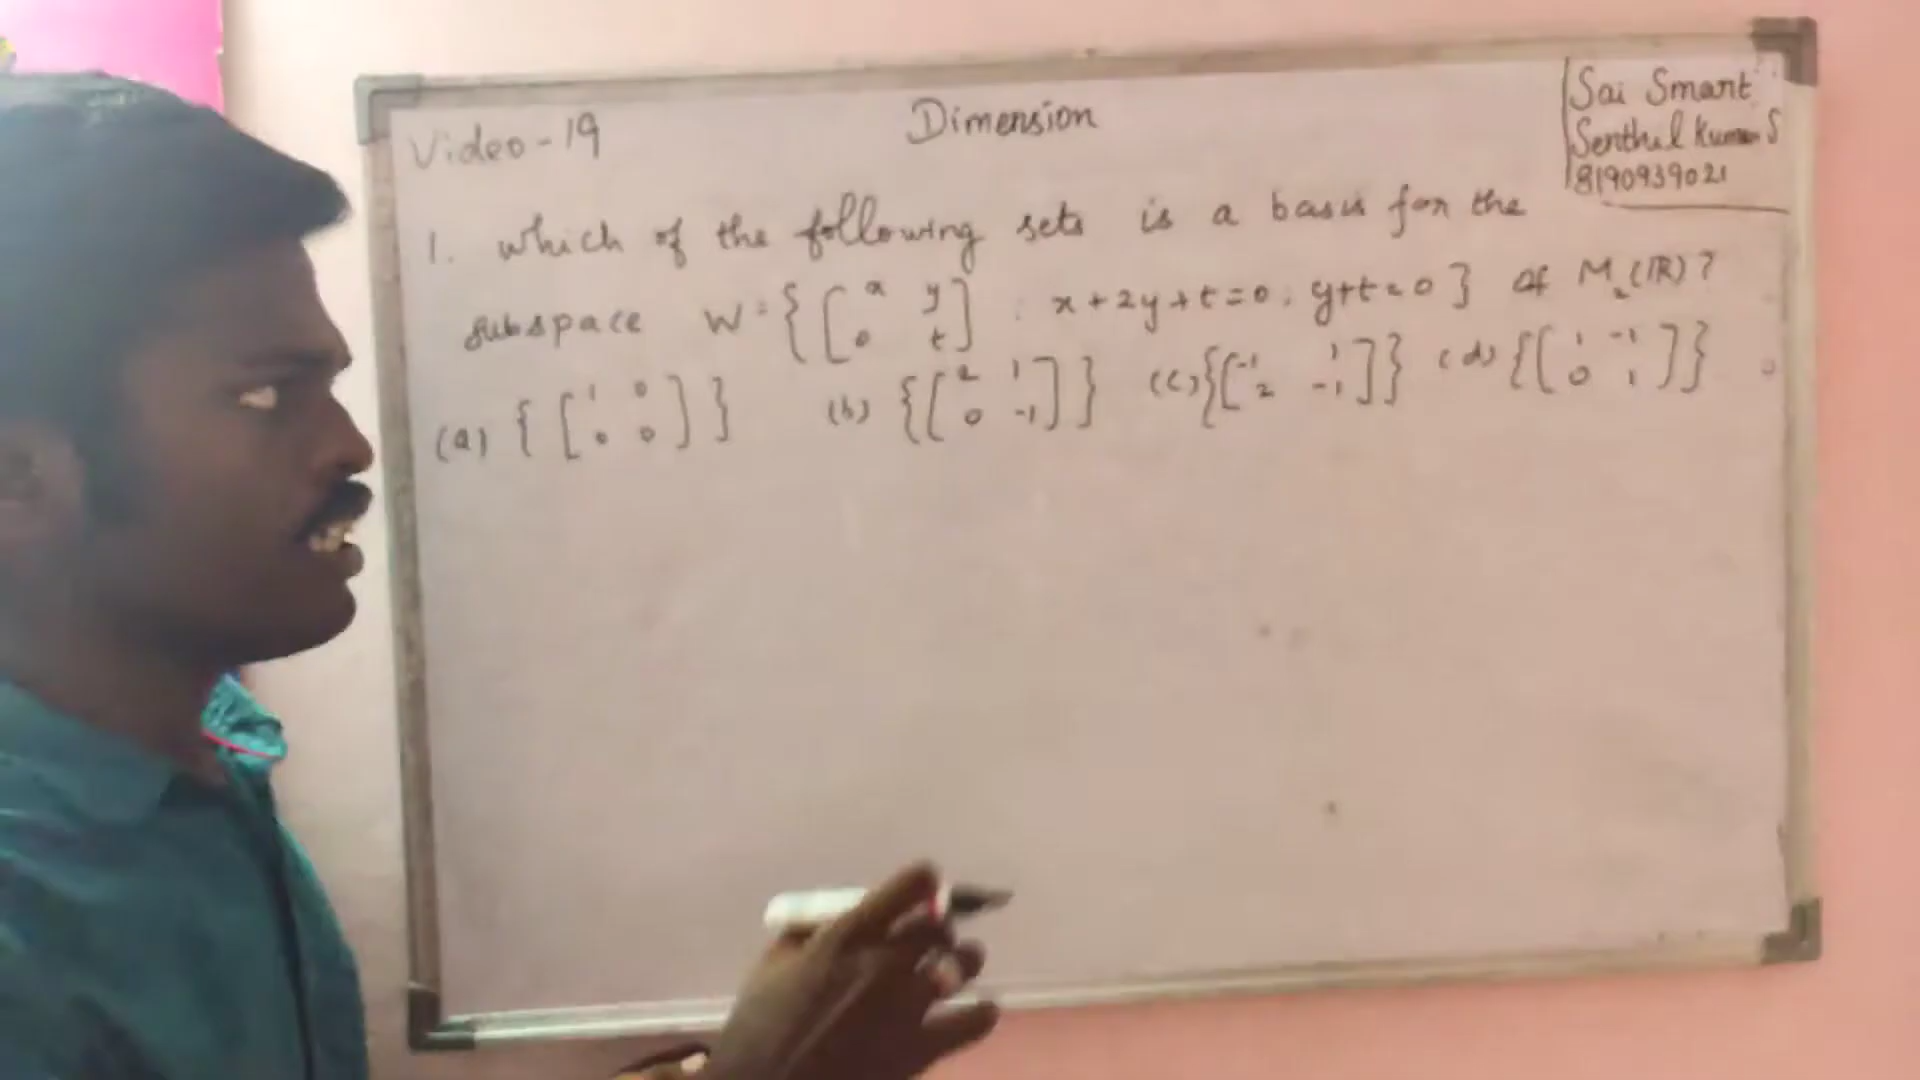 Video-19
Dimension
Sai Smart
Senthil Kumar S
8190939021
1. which of the following sets is a basis for the
subspace W = { [ x y 0 t ] : x+2y+t=0, y+t=0 } of M₂(IR)?
(a) { [ 1 0 0 0 ] } (b) { [ 2 1 0 -1 ] } (c) { [ -1 1 2 -1 ] } (d) { [ 1 -1 0 1 ] }